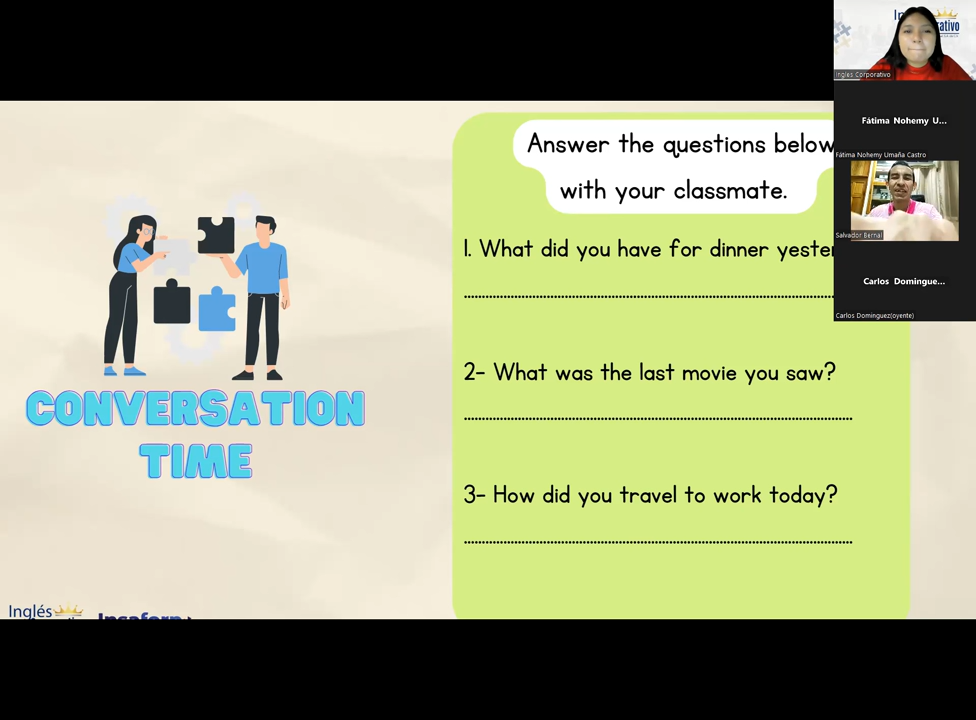 Answer the questions below
with your classmate.
1. What did you have for dinner yester
2- What was the last movie you saw?
3- How did you travel to work today?
CONVERSATION
TIME
Inglés
Insaforp
Inglés Corporativo
Fátima Nohemy U...
Fátima Nohemy Umaña Castro
Salvador Bernal
Carlos Domingue...
Carlos Dominguez(oyente)